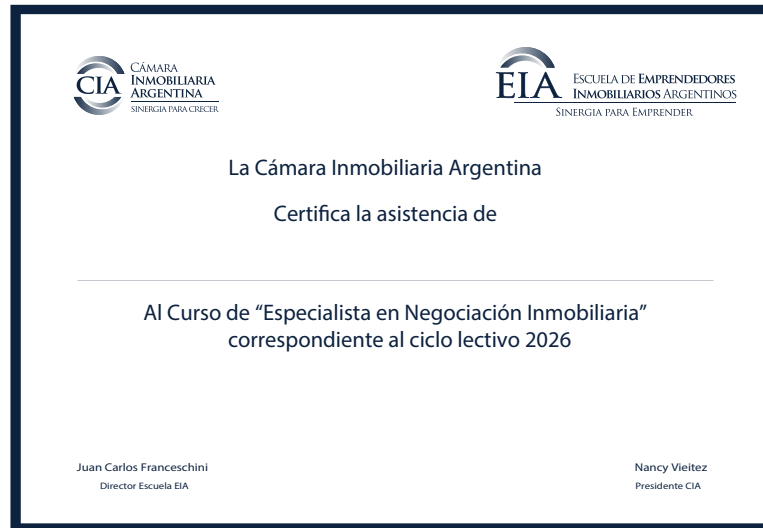 CIA
CÁMARA
INMOBILIARIA
ARGENTINA
SINERGIA PARA CRECER
EIA
ESCUELA DE EMPRENDEDORES
INMOBILIARIOS ARGENTINOS
SINERGIA PARA EMPRENDER
La Cámara Inmobiliaria Argentina
Certifica la asistencia de
Al Curso de “Especialista en Negociación Inmobiliaria”
correspondiente al ciclo lectivo 2026
Juan Carlos Franceschini
Director Escuela EIA
Nancy Vieitez
Presidente CIA